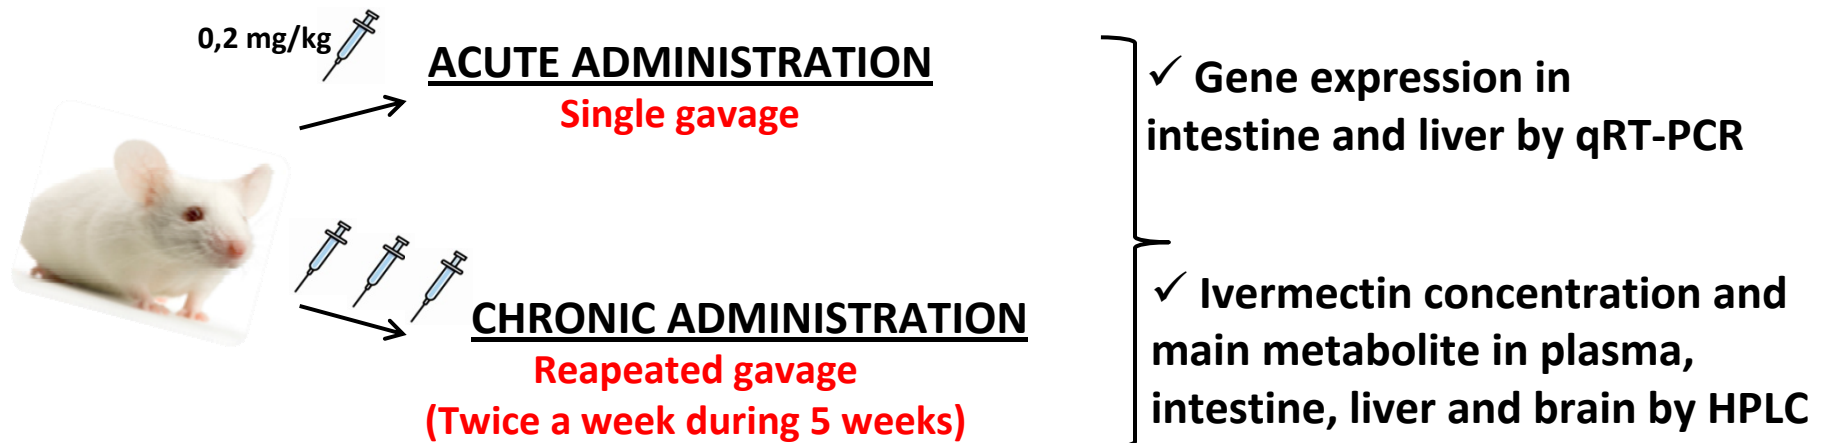 0,2 mg/kg
ACUTE ADMINISTRATION
Single gavage
CHRONIC ADMINISTRATION
Reapeated gavage
(Twice a week during 5 weeks)
✓ Gene expression in
intestine and liver by qRT-PCR
✓ Ivermectin concentration and
main metabolite in plasma,
intestine, liver and brain by HPLC